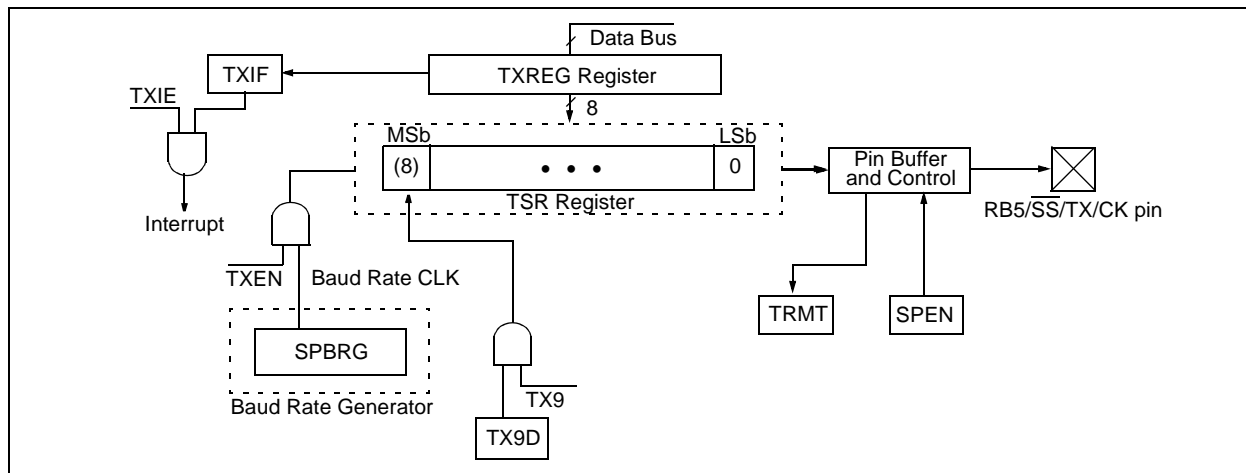 Data Bus
TXIF
TXREG Register
TXIE
8
MSb
LSb
(8)
• • •
0
Pin Buffer
and Control
TSR Register
Interrupt
RB5/SS/TX/CK pin
TXEN
Baud Rate CLK
TRMT
SPEN
SPBRG
TX9
Baud Rate Generator
TX9D